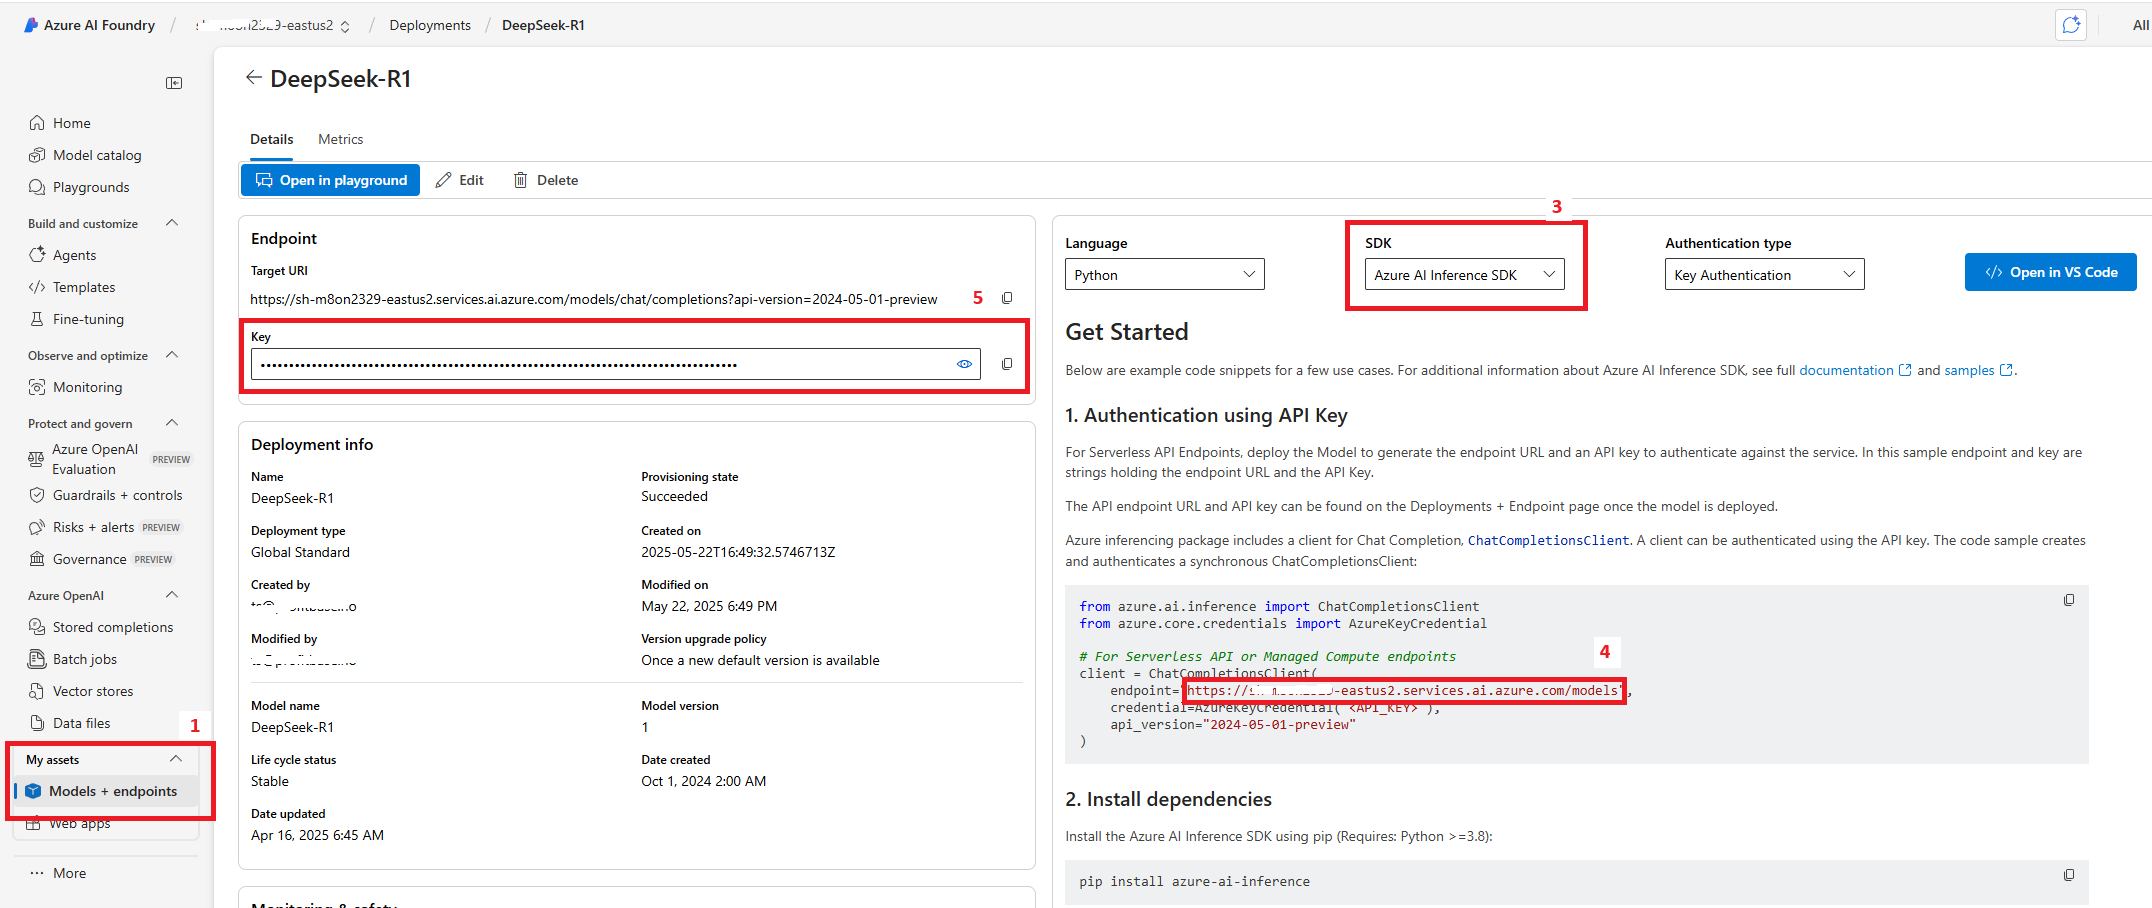 Azure AI Foundry / -eastus2 / Deployments / DeepSeek-R1
All
DeepSeek-R1
Home
Model catalog
Playgrounds
Build and customize
Agents
Templates
Fine-tuning
Observe and optimize
Monitoring
Protect and govern
Azure OpenAI
Evaluation
PREVIEW
Guardrails + controls
Risks + alerts PREVIEW
Governance PREVIEW
Azure OpenAI
Stored completions
Batch jobs
Vector stores
Data files
1
My assets
Models + endpoints
Web apps
More
Details Metrics
Open in playground Edit Delete
Endpoint
Target URI
https://sh-m8on2329-eastus2.services.ai.azure.com/models/chat/completions?api-version=2024-05-01-preview
5
Key
Deployment info
Name
DeepSeek-R1
Provisioning state
Succeeded
Deployment type
Global Standard
Created on
2025-05-22T16:49:32.5746713Z
Created by
Modified on
May 22, 2025 6:49 PM
Modified by
Version upgrade policy
Once a new default version is available
Model name
DeepSeek-R1
Model version
1
Life cycle status
Stable
Date created
Oct 1, 2024 2:00 AM
Date updated
Apr 16, 2025 6:45 AM
Monitoring & safety
Language
Python
3
SDK
Azure AI Inference SDK
Authentication type
Key Authentication
Open in VS Code
Get Started
Below are example code snippets for a few use cases. For additional information about Azure AI Inference SDK, see full documentation and samples .
1. Authentication using API Key
For Serverless API Endpoints, deploy the Model to generate the endpoint URL and an API key to authenticate against the service. In this sample endpoint and key are
strings holding the endpoint URL and the API Key.
The API endpoint URL and API key can be found on the Deployments + Endpoint page once the model is deployed.
Azure inferencing package includes a client for Chat Completion, ChatCompletionsClient. A client can be authenticated using the API key. The code sample creates
and authenticates a synchronous ChatCompletionsClient:
from azure.ai.inference import ChatCompletionsClient
from azure.core.credentials import AzureKeyCredential
# For Serverless API or Managed Compute endpoints
4
client = ChatCompletionsClient(
endpoint="https:// -eastus2.services.ai.azure.com/models",
credential=AzureKeyCredential("<API_KEY>"),
api_version="2024-05-01-preview"
)
2. Install dependencies
Install the Azure AI Inference SDK using pip (Requires: Python >=3.8):
pip install azure-ai-inference